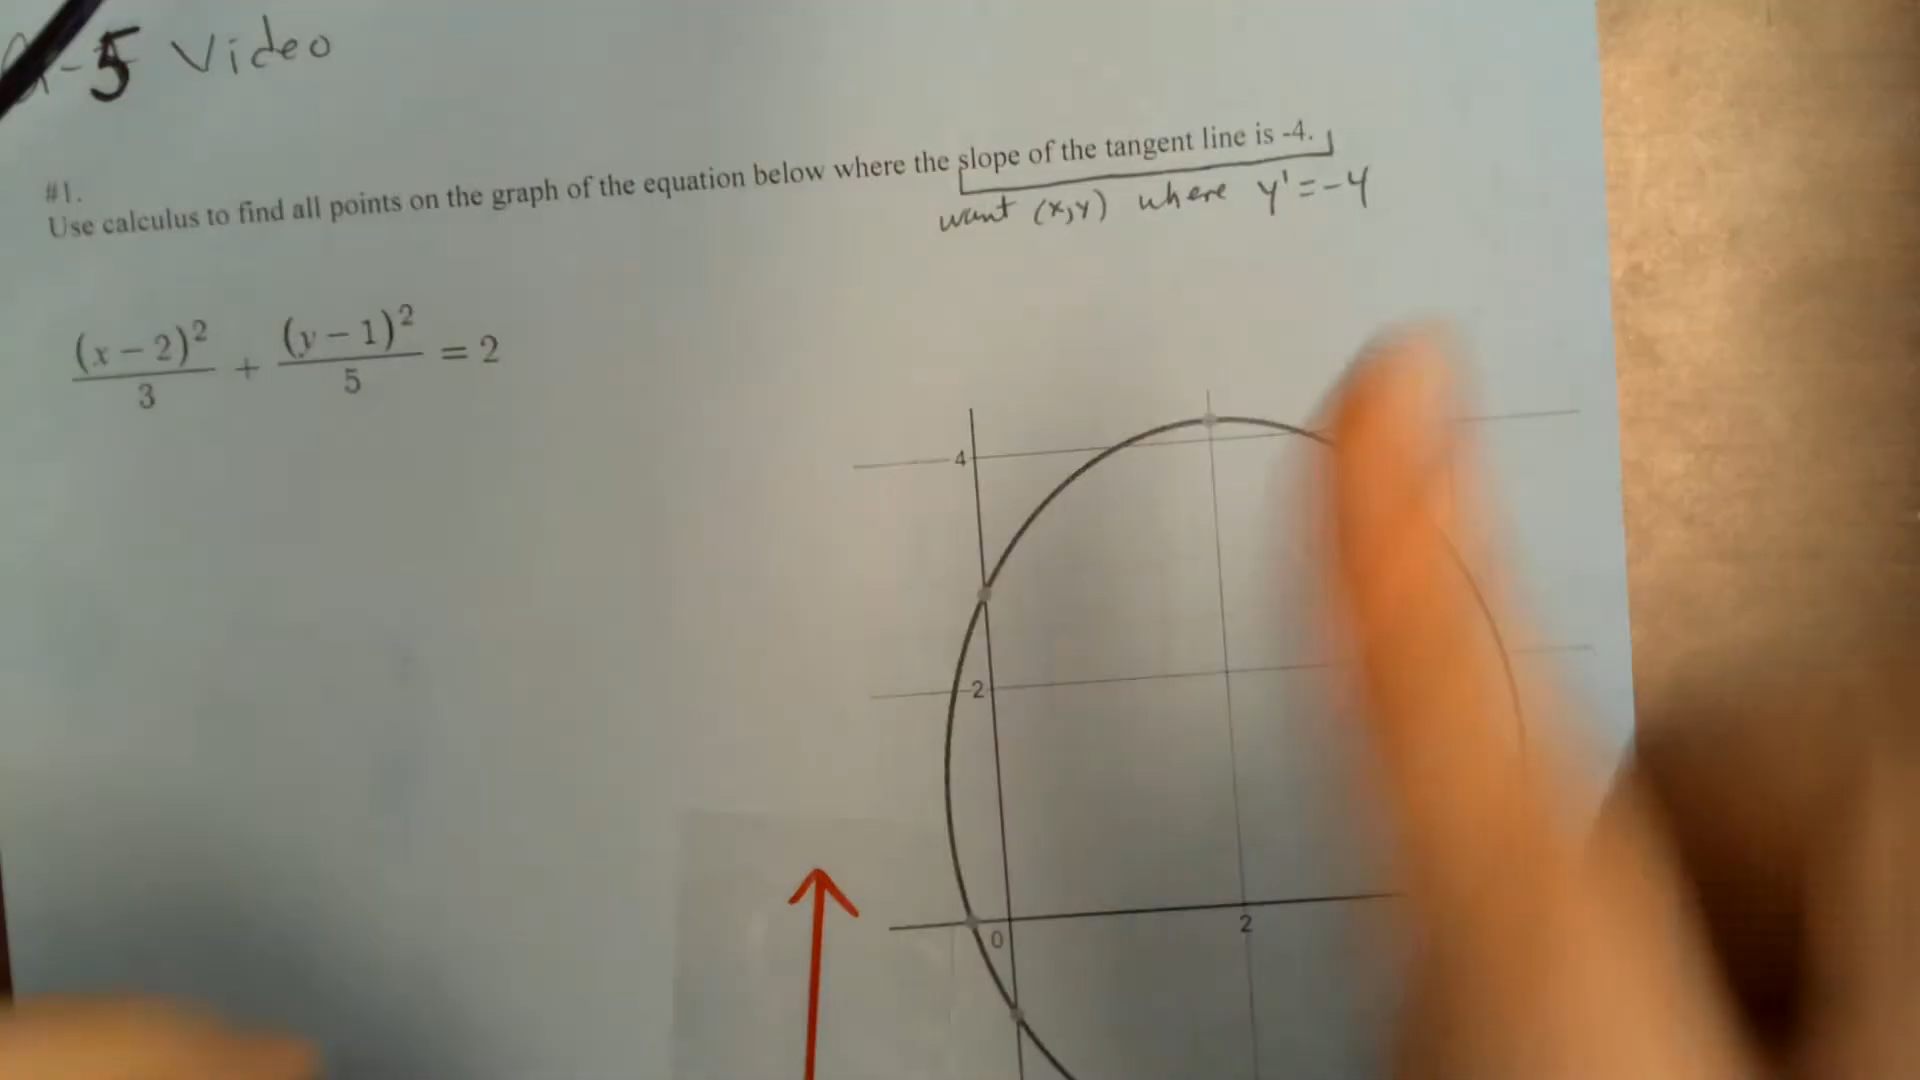 -5 Video
#1.
Use calculus to find all points on the graph of the equation below where the slope of the tangent line is -4.
want (x,y) where y'=-4
(x-2)²/3 + (y-1)²/5 = 2
4
2
0
2